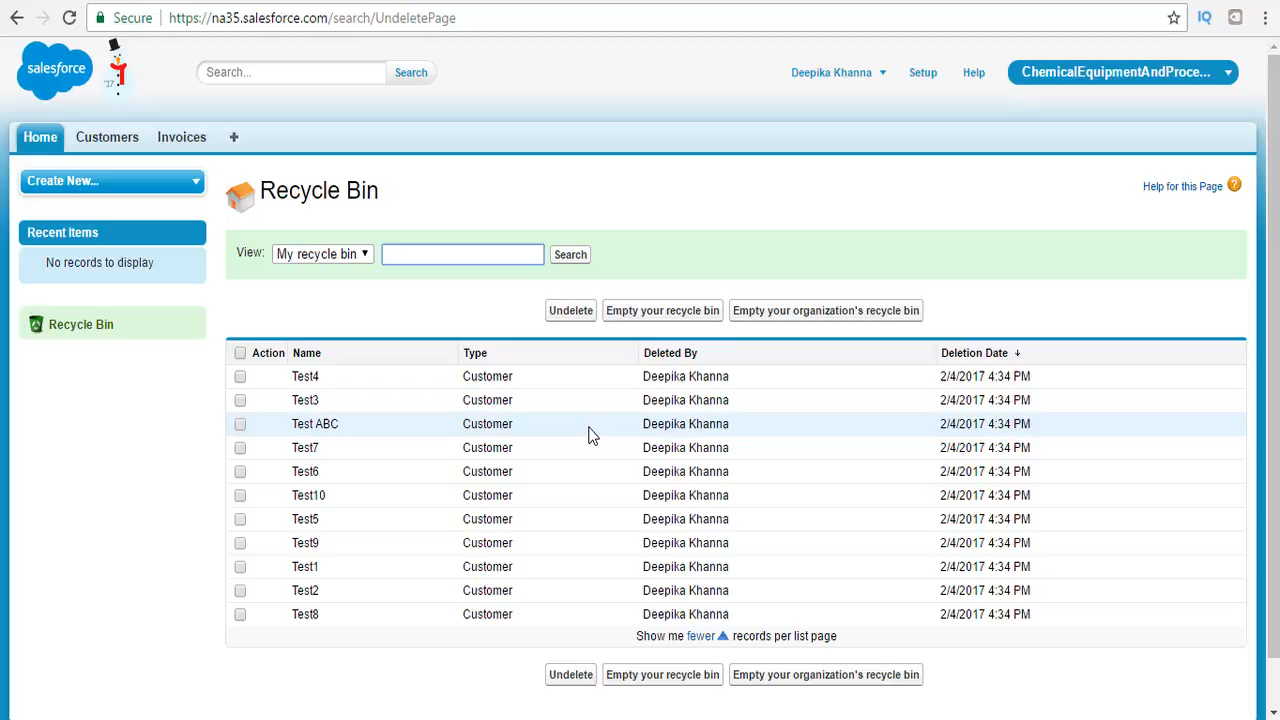 Secure https://na35.salesforce.com/search/UndeletePage
salesforce
'17
Search... Search
Deepika Khanna Setup Help ChemicalEquipmentAndProce...
Home Customers Invoices
Create New...
Recent Items
No records to display
Recycle Bin
Recycle Bin
Help for this Page ?
View: My recycle bin Search
Undelete Empty your recycle bin Empty your organization's recycle bin
Action Name Type Deleted By Deletion Date
Test4 Customer Deepika Khanna 2/4/2017 4:34 PM
Test3 Customer Deepika Khanna 2/4/2017 4:34 PM
Test ABC Customer Deepika Khanna 2/4/2017 4:34 PM
Test7 Customer Deepika Khanna 2/4/2017 4:34 PM
Test6 Customer Deepika Khanna 2/4/2017 4:34 PM
Test10 Customer Deepika Khanna 2/4/2017 4:34 PM
Test5 Customer Deepika Khanna 2/4/2017 4:34 PM
Test9 Customer Deepika Khanna 2/4/2017 4:34 PM
Test1 Customer Deepika Khanna 2/4/2017 4:34 PM
Test2 Customer Deepika Khanna 2/4/2017 4:34 PM
Test8 Customer Deepika Khanna 2/4/2017 4:34 PM
Show me fewer records per list page
Undelete Empty your recycle bin Empty your organization's recycle bin